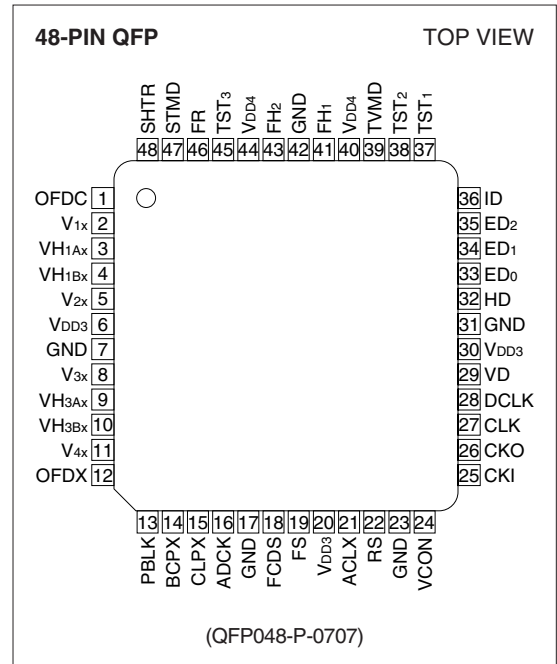 48-PIN QFP
TOP VIEW
SHTR
STMD
FR
TST3
VDD4
FH2
GND
FH1
VDD4
TVMD
TST2
TST1
48 47 46 45 44 43 42 41 40 39 38 37
OFDC 1
V1X 2
VH1AX 3
VH1BX 4
V2X 5
VDD3 6
GND 7
V3X 8
VH3AX 9
VH3BX 10
V4X 11
OFDX 12
36 ID
35 ED2
34 ED1
33 ED0
32 HD
31 GND
30 VDD3
29 VD
28 DCLK
27 CLK
26 CKO
25 CKI
13 14 15 16 17 18 19 20 21 22 23 24
PBLK
BCPX
CLPX
ADCK
GND
FCDS
FS
VDD3
ACLX
RS
GND
VCON
(QFP048-P-0707)